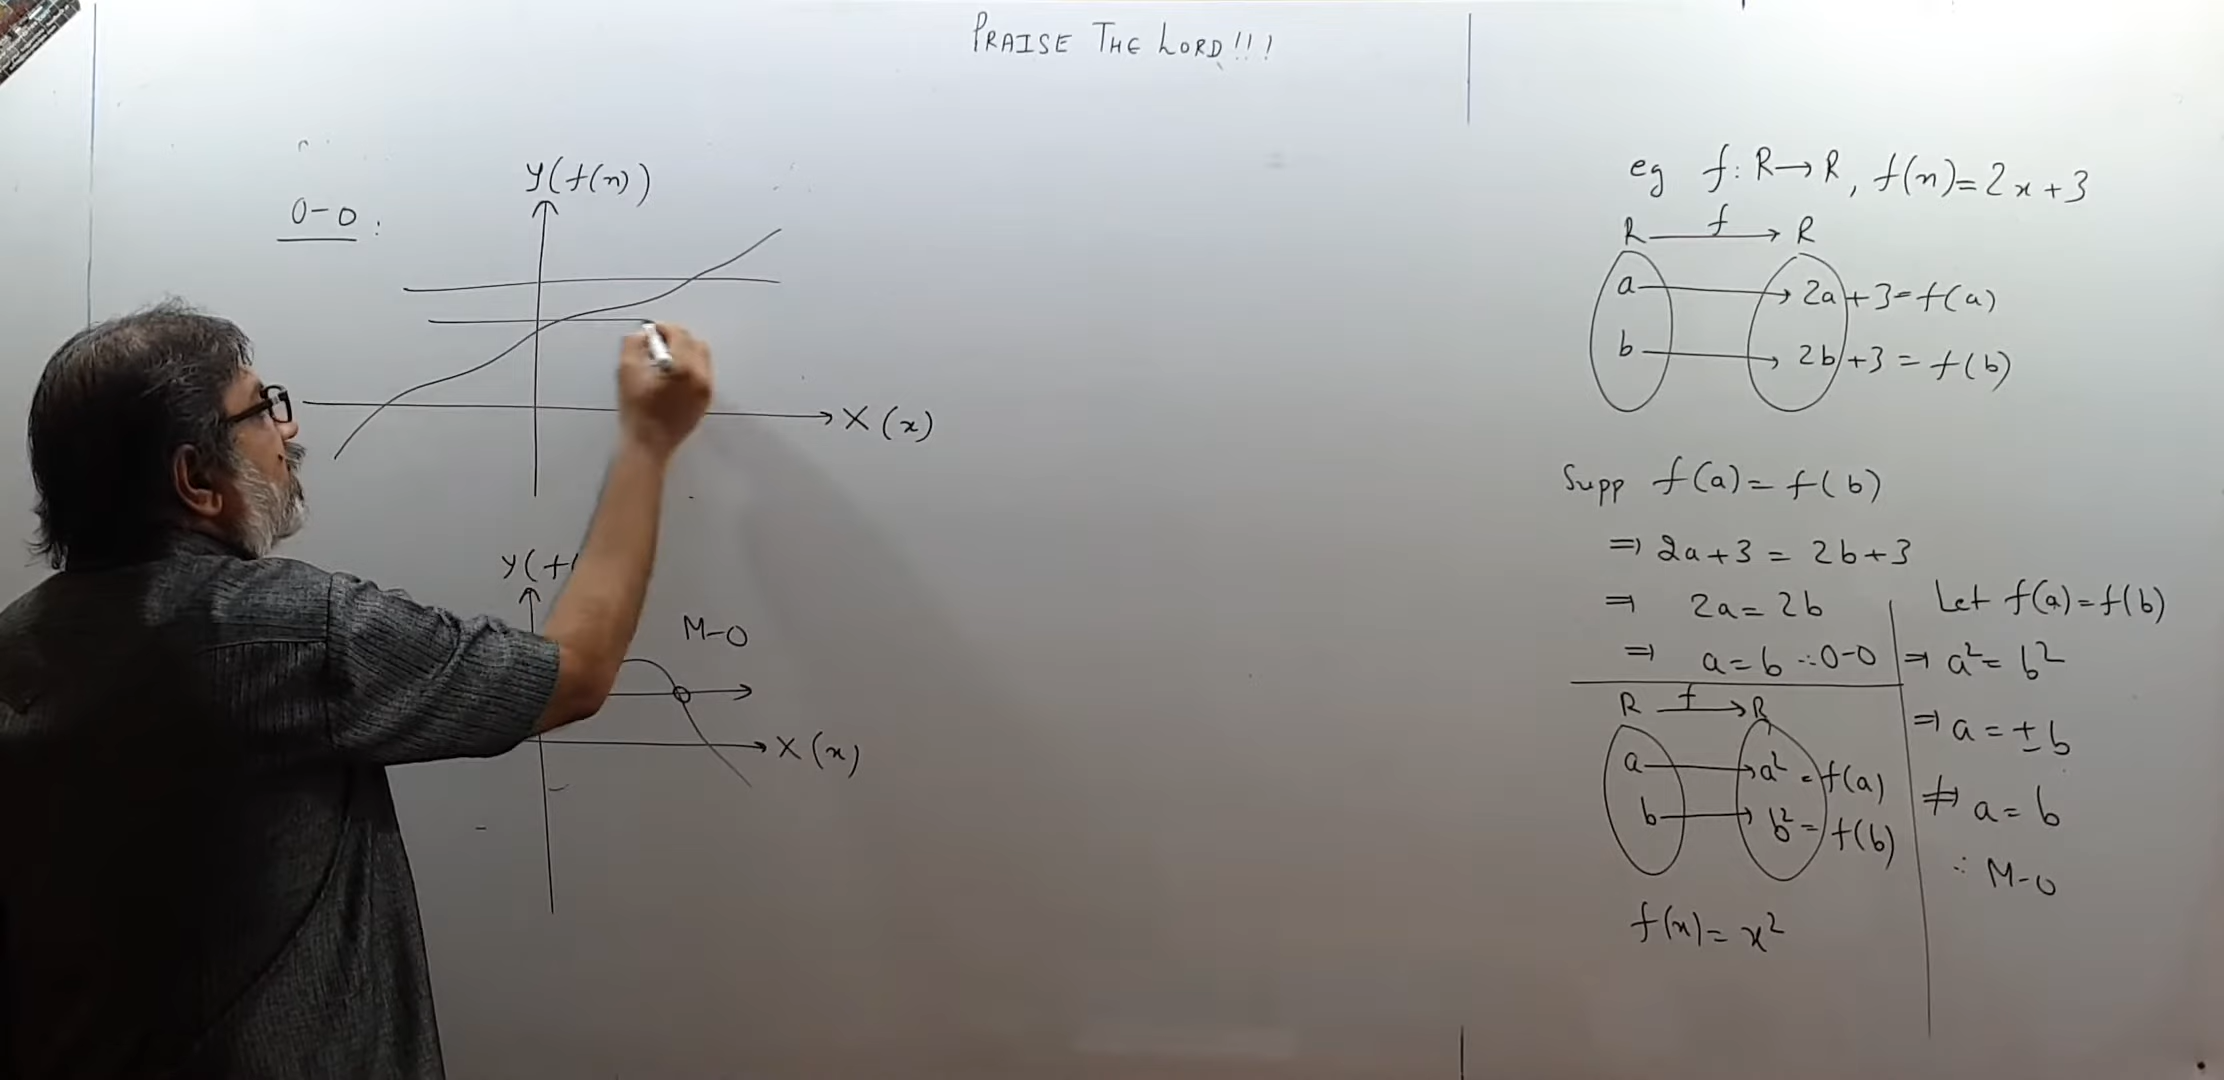 PRAISE THE LORD!!!
O-O :
Y(f(x))
X (x)
Y(f(
M-O
X (x)
eg f: R→R, f(x)=2x+3
R f→ R
a → 2a+3=f(a)
b → 2b+3 = f(b)
Supp f(a) = f(b)
⇒ 2a+3 = 2b+3
⇒ 2a = 2b
⇒ a = b ∴ O-O
R f→ R
a → a² = f(a)
b → b² = f(b)
f(x) = x²
Let f(a)=f(b)
⇒ a² = b²
⇒ a = ±b
⇏ a = b
∴ M-O